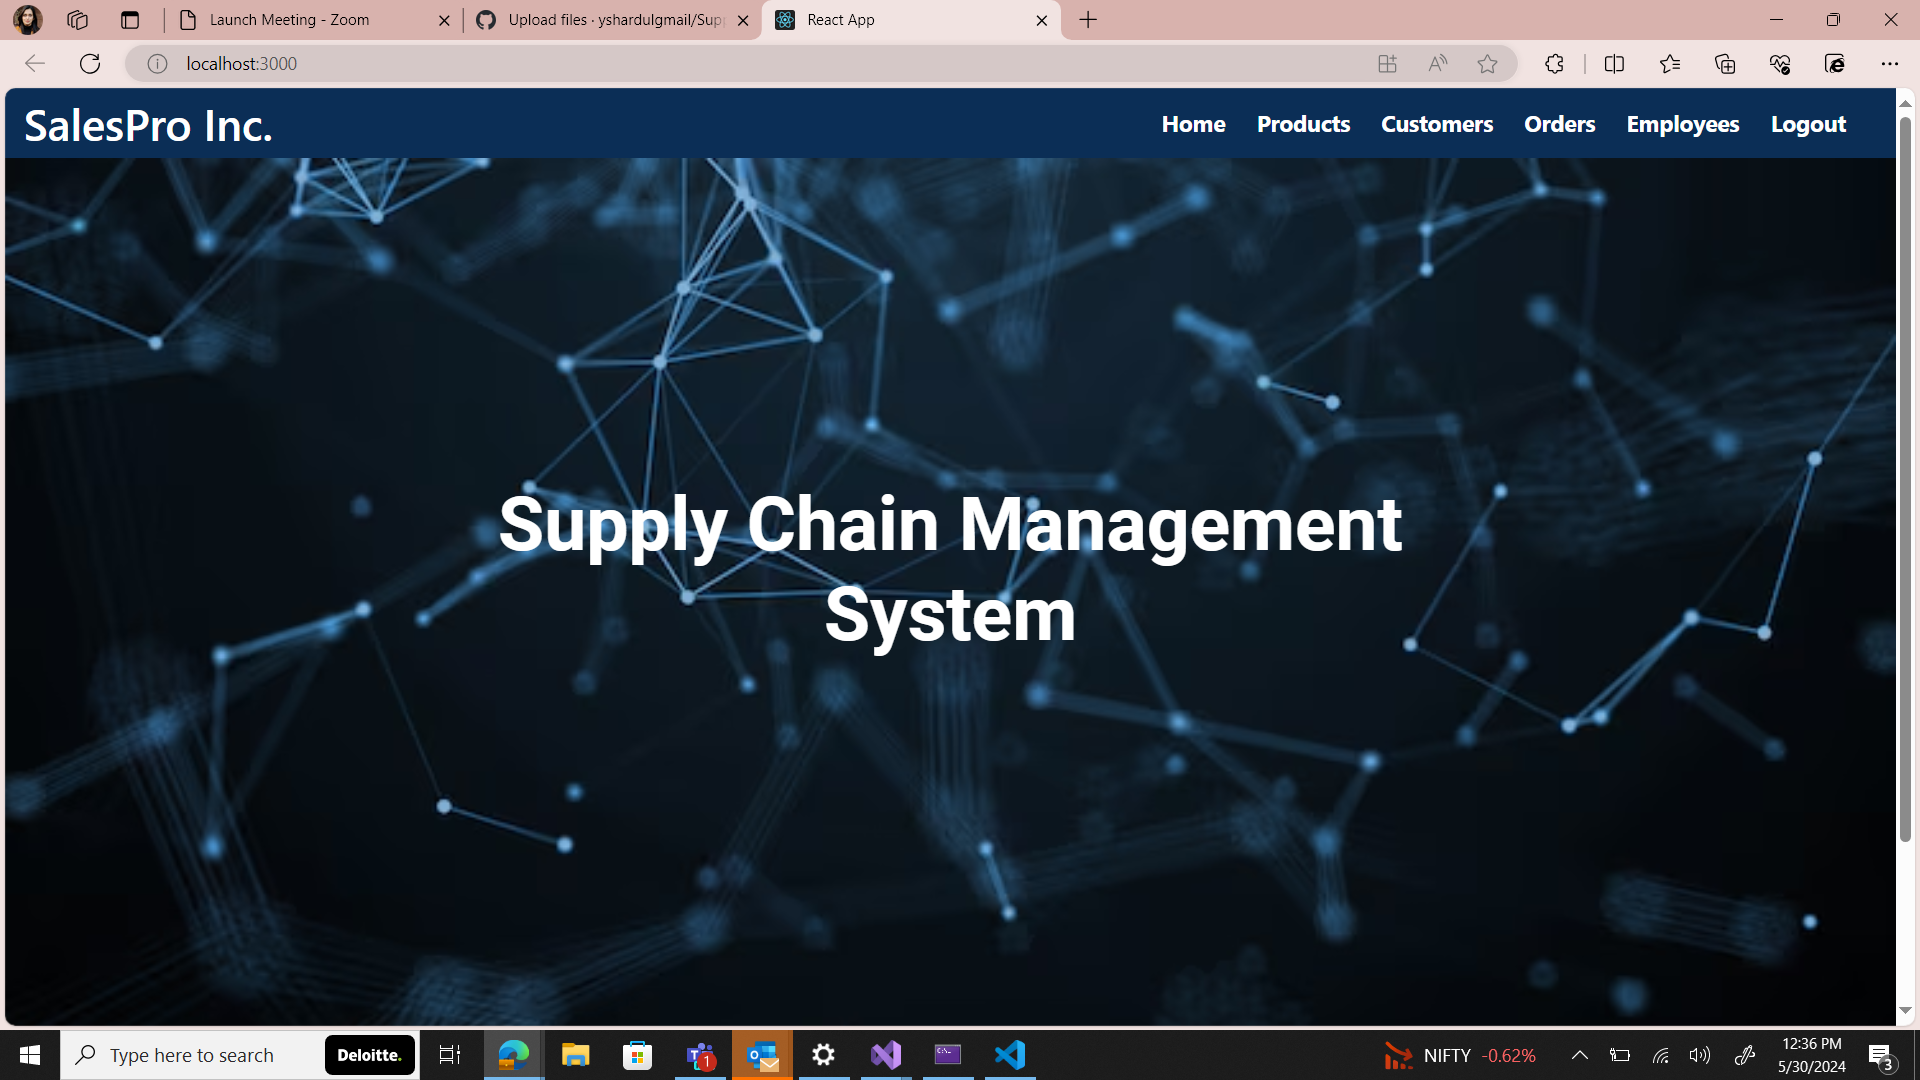 Launch Meeting - Zoom
Upload files · yshardulgmail/Sup
React App
localhost:3000
SalesPro Inc.
Home Products Customers Orders Employees Logout
Supply Chain Management
System
Type here to search
Deloitte.
1
NIFTY -0.62%
12:36 PM
5/30/2024
3